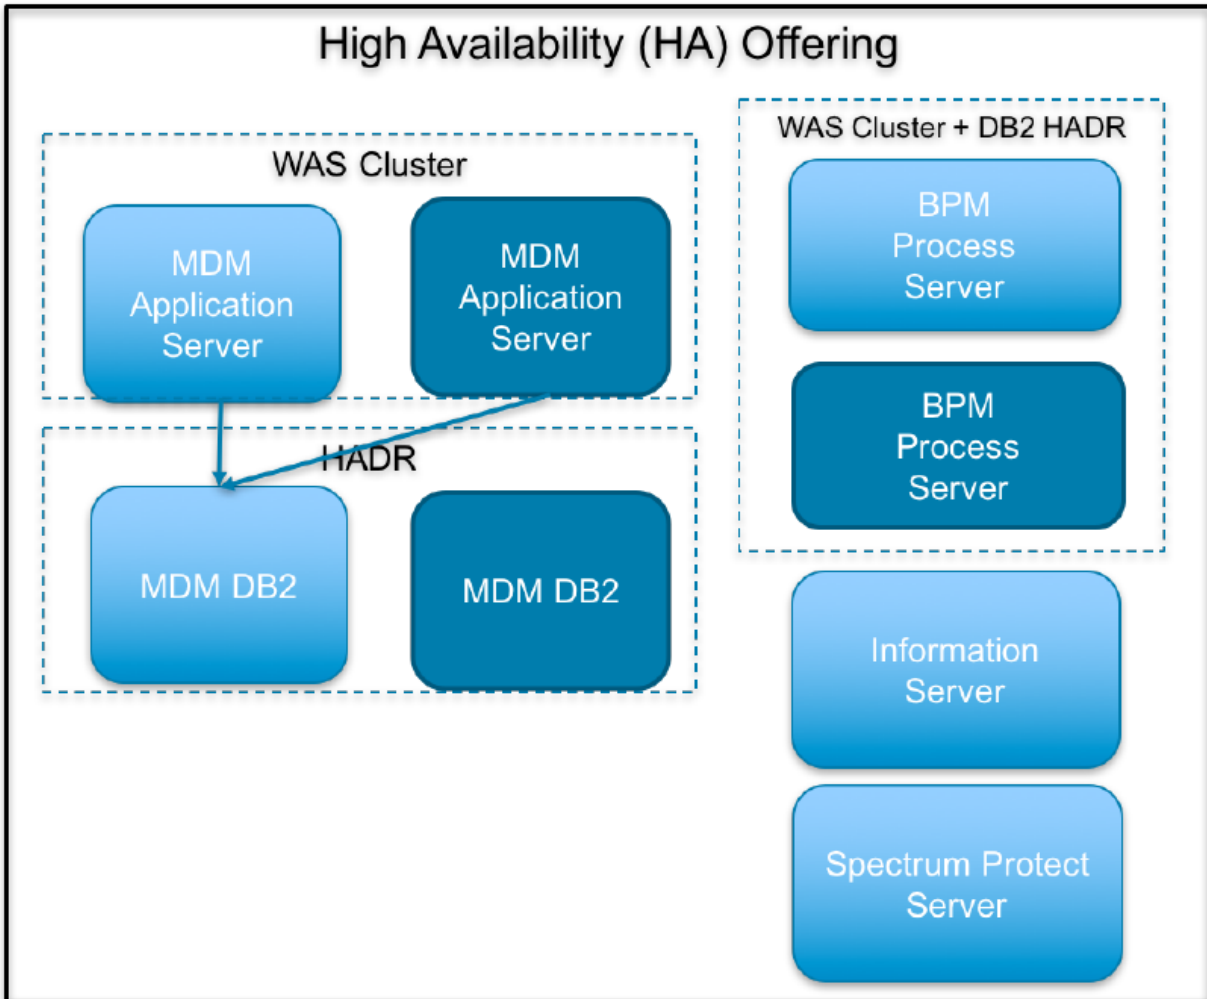 High Availability (HA) Offering
WAS Cluster
MDM
Application
Server
MDM
Application
Server
HADR
MDM DB2
MDM DB2
WAS Cluster + DB2 HADR
BPM
Process
Server
BPM
Process
Server
Information
Server
Spectrum Protect
Server